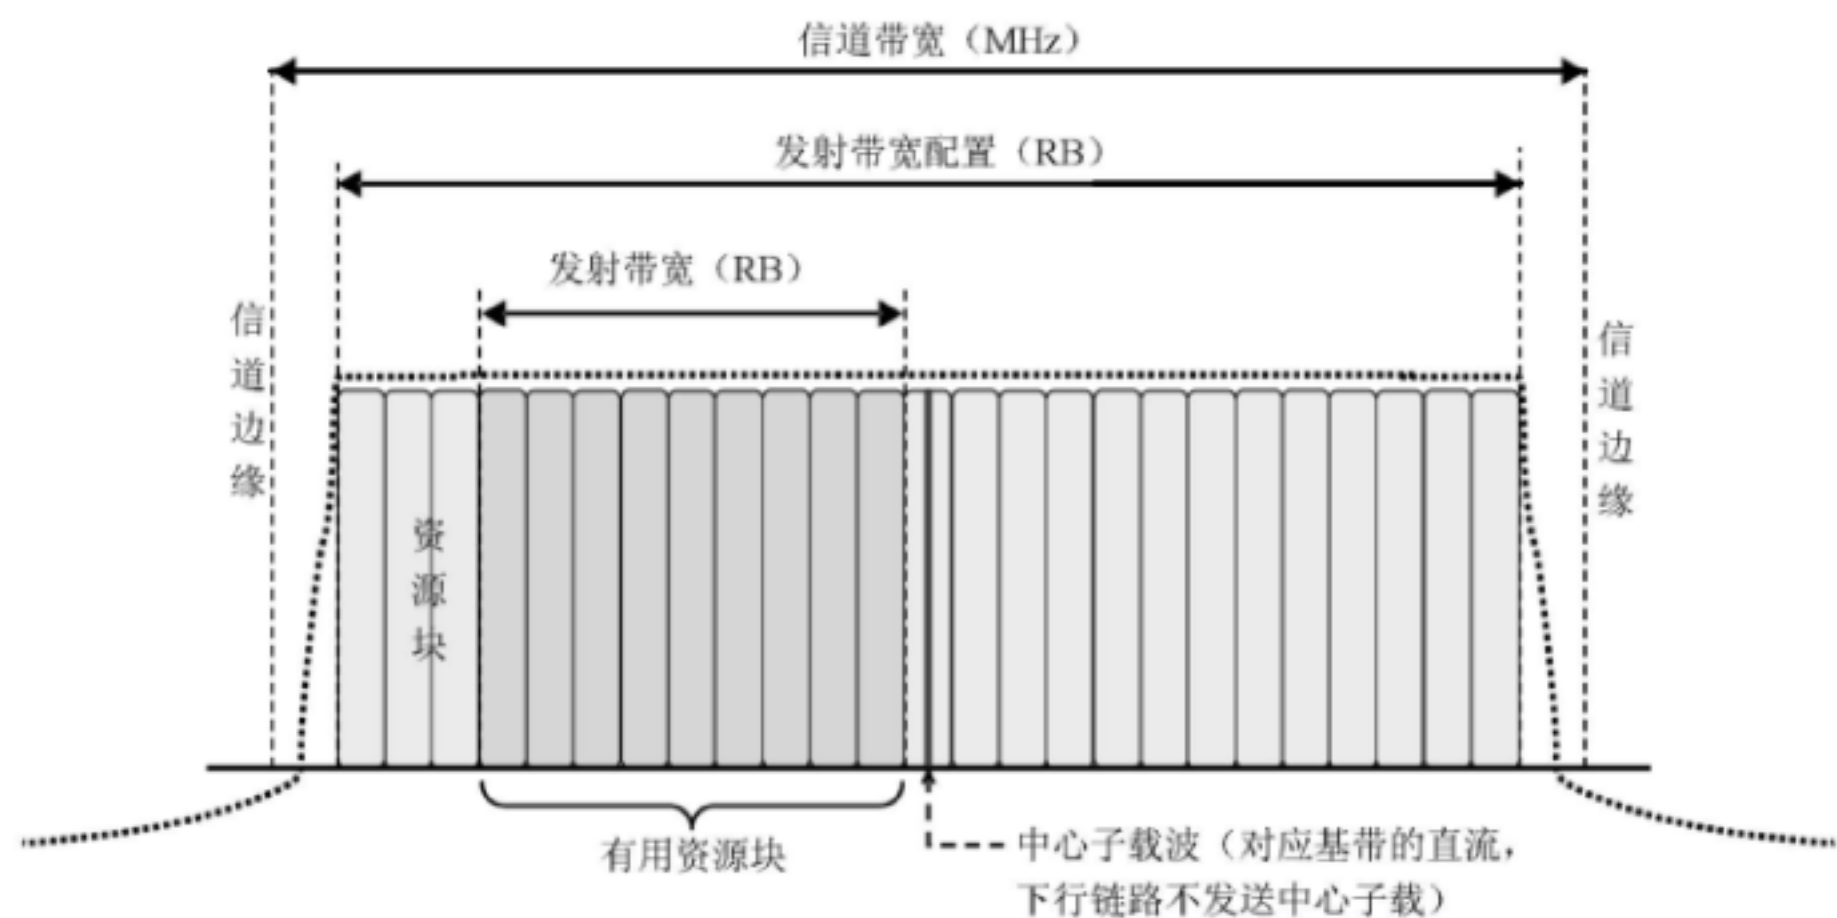 信道带宽（MHz）
发射带宽配置（RB）
发射带宽（RB）
信道边缘
信道边缘
资源块
有用资源块
中心子载波（对应基带的直流，
下行链路不发送中心子载）